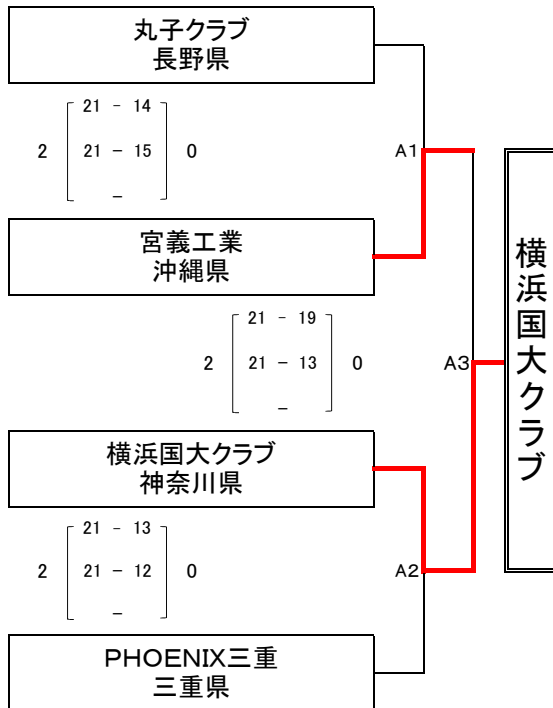 丸子クラブ
長野県
21 - 14
2 21 - 15 0
-
A1
宮義工業
沖縄県
21 - 19
2 21 - 13 0
-
A3
横浜国大クラブ
横浜国大クラブ
神奈川県
21 - 13
2 21 - 12 0
-
A2
PHOENIX三重
三重県